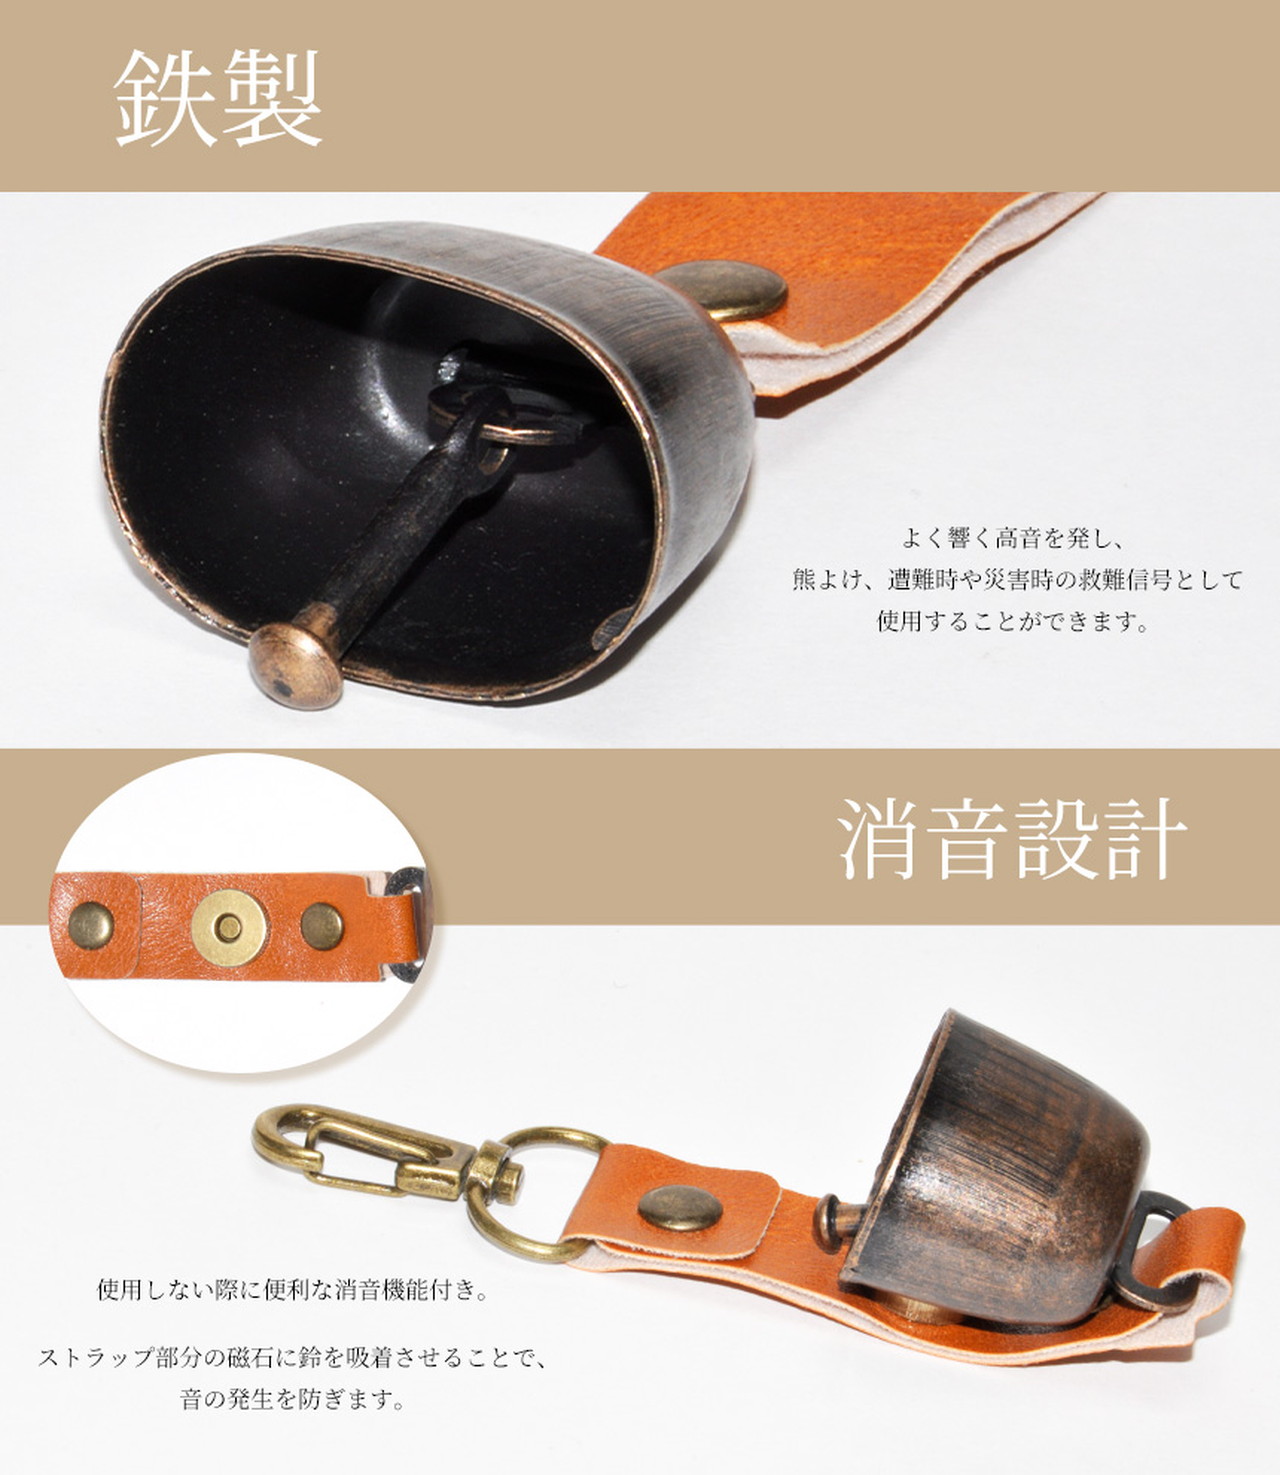 鉄製
よく響く高音を発し、
熊よけ、遭難時や災害時の救難信号として
使用することができます。
消音設計
使用しない際に便利な消音機能付き。
ストラップ部分の磁石に鈴を吸着させることで、
音の発生を防ぎます。